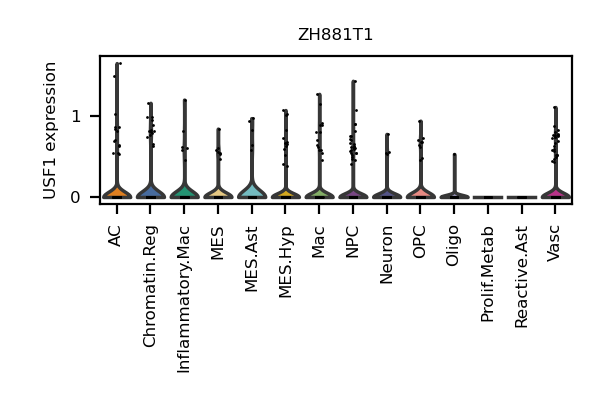 ZH881T1
USF1 expression
1
0
AC
Chromatin.Reg
Inflammatory.Mac
MES
MES.Ast
MES.Hyp
Mac
NPC
Neuron
OPC
Oligo
Prolif.Metab
Reactive.Ast
Vasc